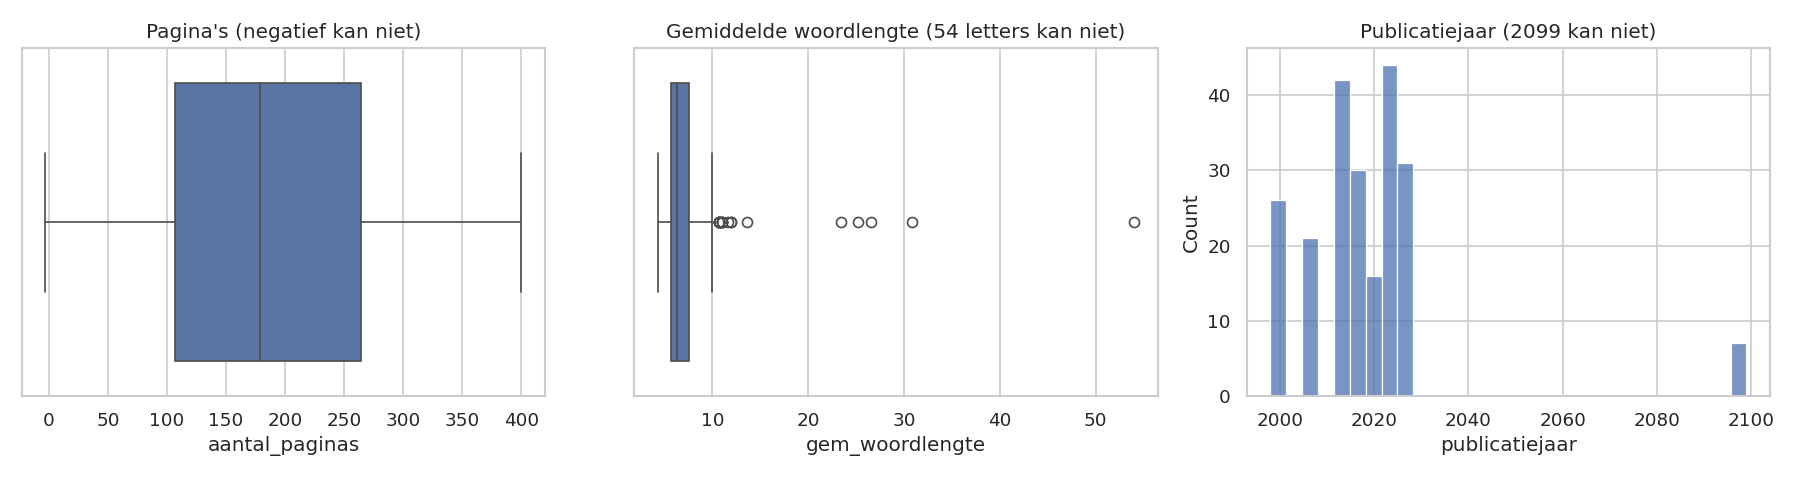 Pagina's (negatief kan niet)
0 50 100 150 200 250 300 350 400
aantal_paginas
Gemiddelde woordlengte (54 letters kan niet)
10 20 30 40 50
gem_woordlengte
Publicatiejaar (2099 kan niet)
Count
40
30
20
10
0
2000 2020 2040 2060 2080 2100
publicatiejaar